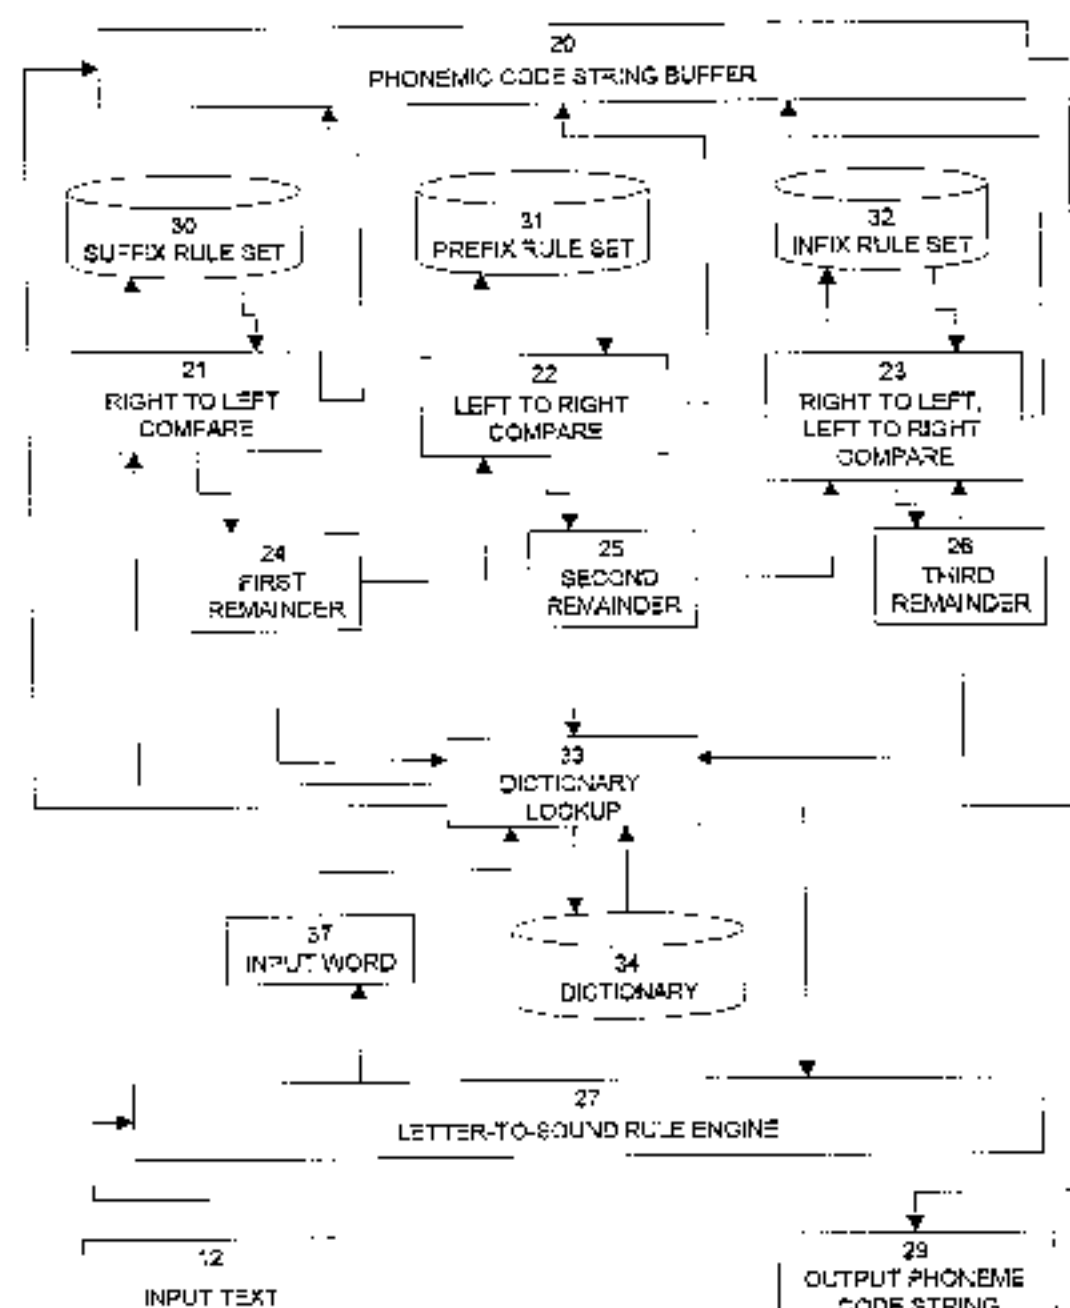 20
PHONEMIC CODE STRING BUFFER
30
SUFFIX RULE SET
31
PREFIX RULE SET
32
INFIX RULE SET
21
RIGHT TO LEFT
COMPARE
22
LEFT TO RIGHT
COMPARE
23
RIGHT TO LEFT,
LEFT TO RIGHT
COMPARE
24
FIRST
REMAINDER
25
SECOND
REMAINDER
26
THIRD
REMAINDER
33
DICTIONARY
LOOKUP
37
INPUT WORD
34
DICTIONARY
27
LETTER-TO-SOUND RULE ENGINE
12
INPUT TEXT
29
OUTPUT PHONEME
CODE STRING